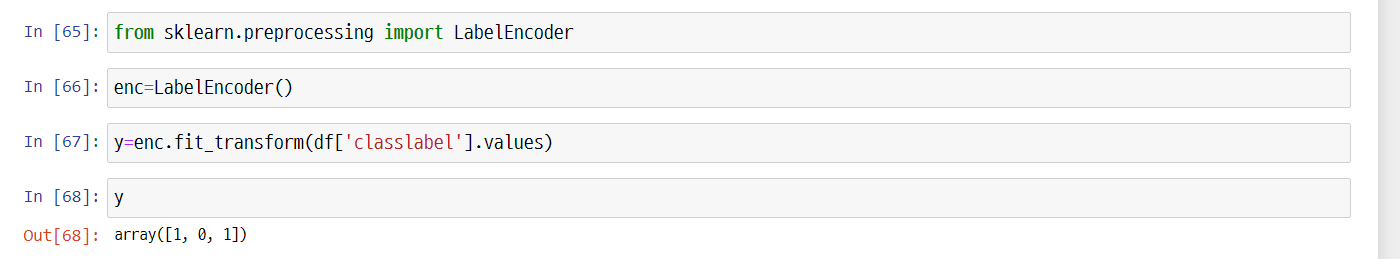 In [65]: from sklearn.preprocessing import LabelEncoder
In [66]: enc=LabelEncoder()
In [67]: y=enc.fit_transform(df['classlabel'].values)
In [68]: y
Out[68]: array([1, 0, 1])